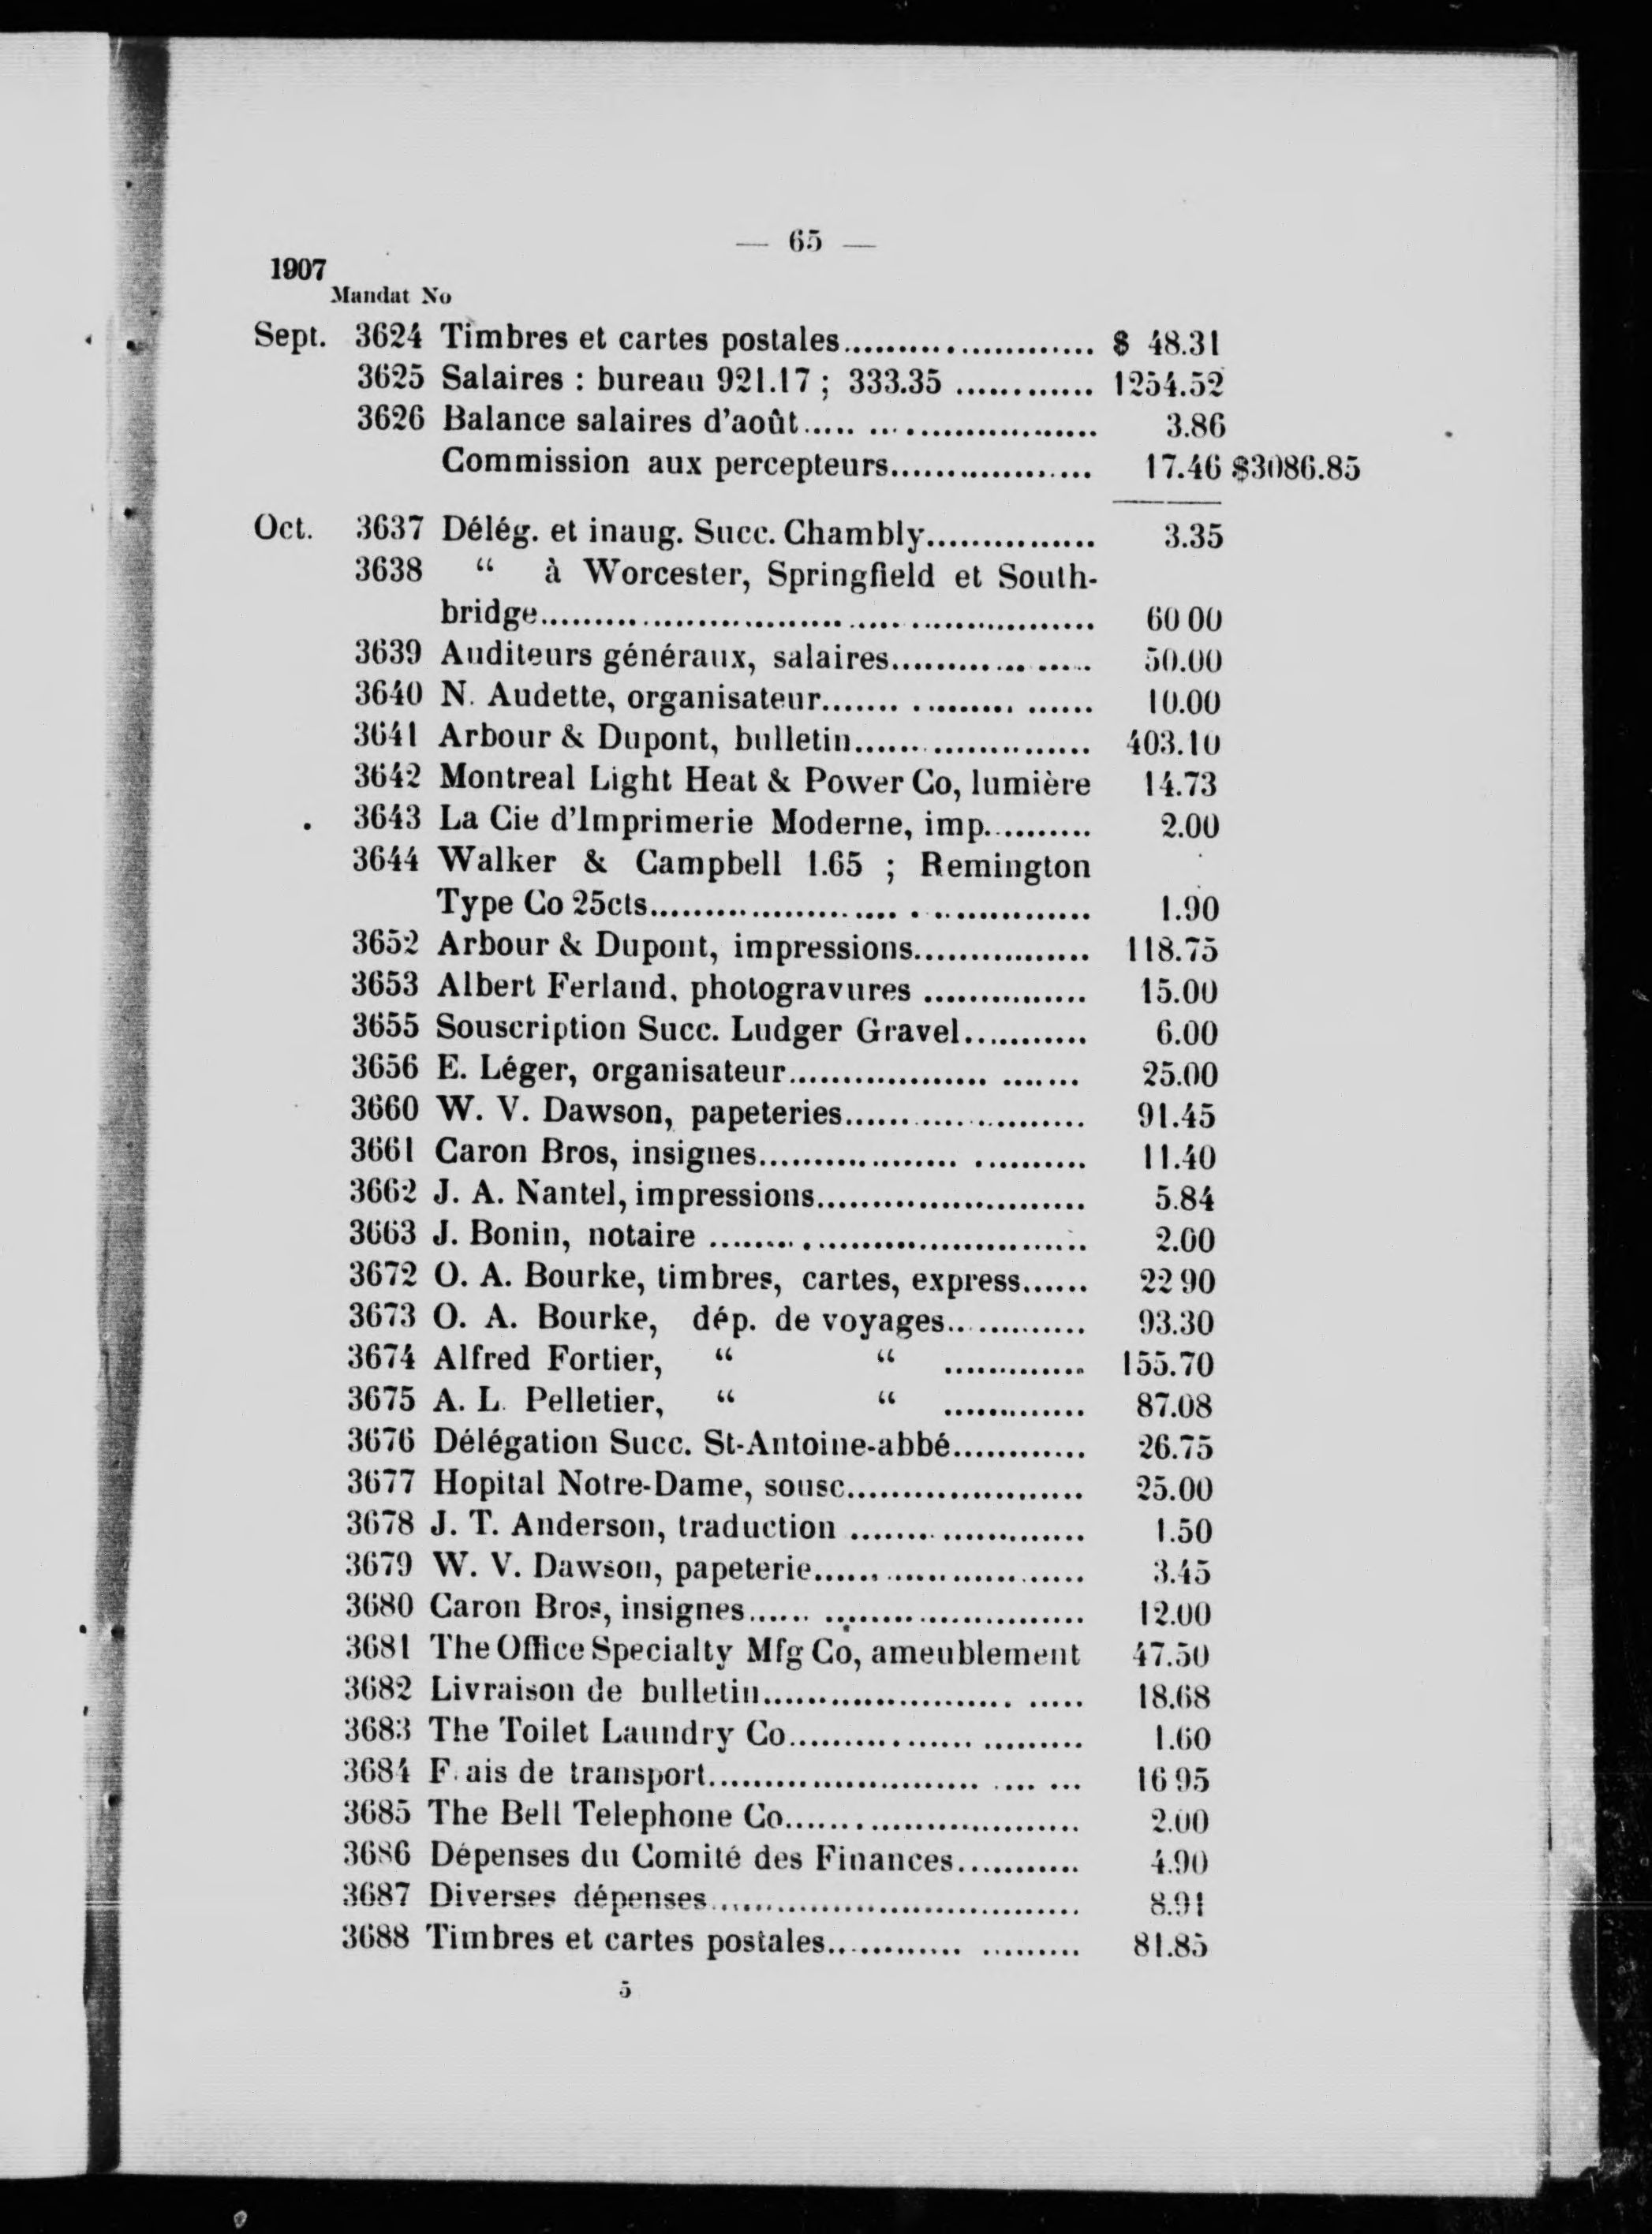 — 65 —
1907
Mandat No
Sept. 3624 Timbres et cartes postales........................ $ 48.31
3625 Salaires : bureau 921.17 ; 333.35 ............ 1254.52
3626 Balance salaires d'août........................... 3.86
Commission aux percepteurs.................. 17.46 $3086.85
Oct. 3637 Délég. et inaug. Succ. Chambly............... 3.35
3638 “ à Worcester, Springfield et South-
bridge.................................................. 60 00
3639 Auditeurs généraux, salaires.................. 50.00
3640 N. Audette, organisateur........................ 10.00
3641 Arbour & Dupont, bulletin..................... 403.10
3642 Montreal Light Heat & Power Co, lumière 14.73
3643 La Cie d'Imprimerie Moderne, imp.......... 2.00
3644 Walker & Campbell 1.65 ; Remington
Type Co 25cts....................................... 1.90
3652 Arbour & Dupont, impressions................ 118.75
3653 Albert Ferland, photogravures ............... 15.00
3655 Souscription Succ. Ludger Gravel........... 6.00
3656 E. Léger, organisateur.......................... 25.00
3660 W. V. Dawson, papeteries...................... 91.45
3661 Caron Bros, insignes............................. 11.40
3662 J. A. Nantel, impressions........................ 5.84
3663 J. Bonin, notaire .................................. 2.00
3672 O. A. Bourke, timbres, cartes, express...... 22 90
3673 O. A. Bourke, dép. de voyages.............. 93.30
3674 Alfred Fortier, “ “ ............. 155.70
3675 A. L. Pelletier, “ “ ............. 87.08
3676 Délégation Succ. St-Antoine-abbé............ 26.75
3677 Hopital Notre-Dame, sousc..................... 25.00
3678 J. T. Anderson, traduction ..................... 1.50
3679 W. V. Dawson, papeterie........................ 3.45
3680 Caron Bros, insignes.............................. 12.00
3681 The Office Specialty Mfg Co, ameublement 47.50
3682 Livraison de bulletin............................. 18.68
3683 The Toilet Laundry Co.......................... 1.60
3684 F.ais de transport................................. 16 95
3685 The Bell Telephone Co.......................... 2.00
3686 Dépenses du Comité des Finances........... 4.90
3687 Diverses dépenses................................. 8.91
3688 Timbres et cartes postales...................... 81.85
5